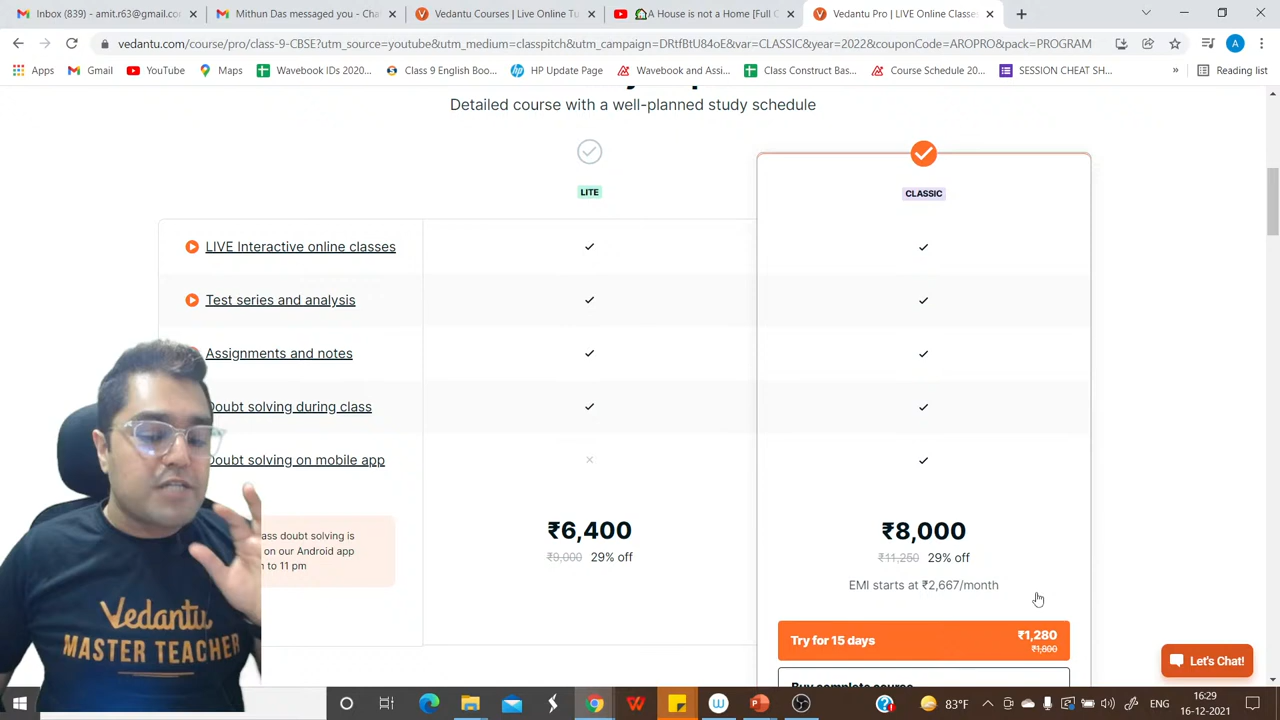 Inbox (839) - amit.r63@gmail.co
Mithun Das messaged you - Cha
Vedantu Courses | Live Online Tu
A House is not a Home [Full C
Vedantu Pro | LIVE Online Classe
vedantu.com/course/pro/class-9-CBSE?utm_source=youtube&utm_medium=classpitch&utm_campaign=DRtfBtU84oE&var=CLASSIC&year=2022&couponCode=AROPRO&pack=PROGRAM
A
Apps
Gmail
YouTube
Maps
Wavebook IDs 2020...
Class 9 English Boo...
HP Update Page
Wavebook and Assi...
Class Construct Bas...
Course Schedule 20...
SESSION CHEAT SH...
»
Reading list
Detailed course with a well-planned study schedule
LITE
CLASSIC
LIVE Interactive online classes
Test series and analysis
Assignments and notes
Doubt solving during class
Doubt solving on mobile app
lass doubt solving is
on our Android app
to 11 pm
₹6,400
₹9,000 29% off
₹8,000
₹11,250 29% off
EMI starts at ₹2,667/month
Try for 15 days
₹1,280
₹1,800
Buy complete course
Let's Chat!
Vedantu
MASTER TEACHER
83°F
ENG
16:29
16-12-2021